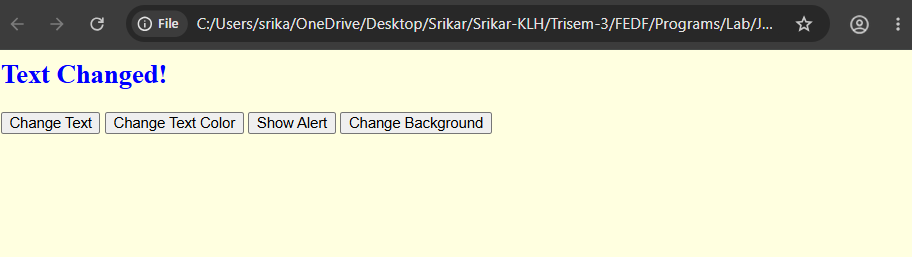 File C:/Users/srika/OneDrive/Desktop/Srikar/Srikar-KLH/Trisem-3/FEDF/Programs/Lab/J...
Text Changed!
Change Text Change Text Color Show Alert Change Background